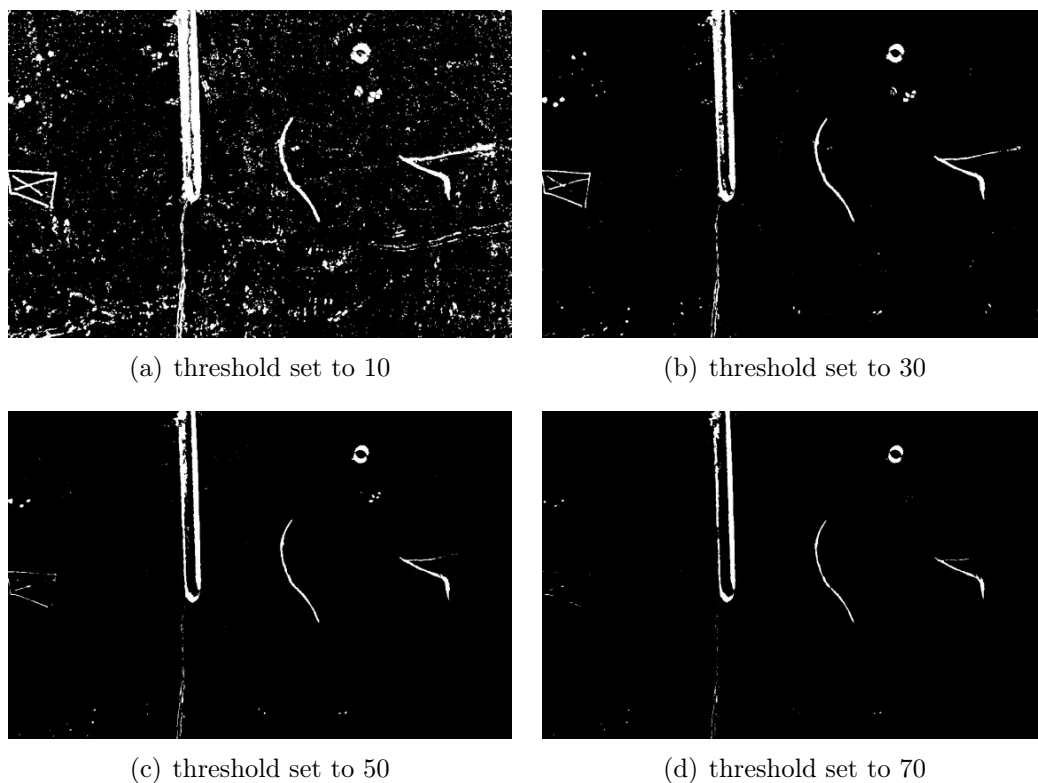 (a) threshold set to 10
(b) threshold set to 30
(c) threshold set to 50
(d) threshold set to 70